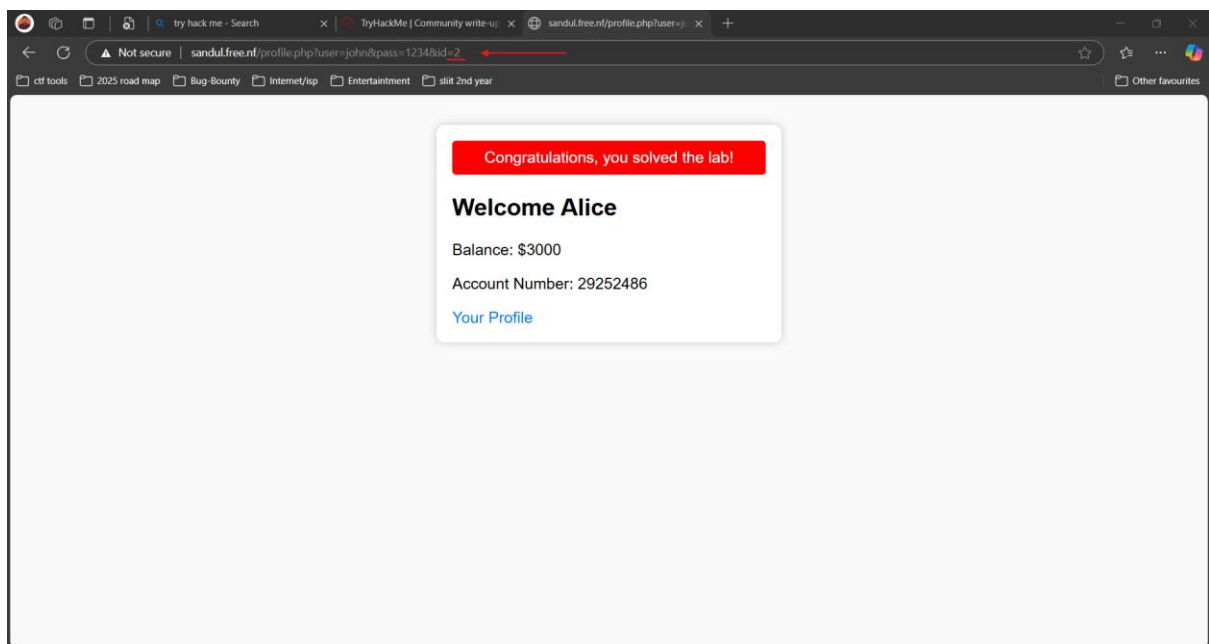 try hack me - Search
TryHackMe | Community write-up
sandul.free.nf/profile.php?user=jo
Not secure | sandul.free.nf/profile.php?user=john&pass=1234&id=2
ctf tools
2025 road map
Bug-Bounty
Internet/isp
Entertaintment
sliit 2nd year
Other favourites
Congratulations, you solved the lab!
Welcome Alice
Balance: $3000
Account Number: 29252486
Your Profile